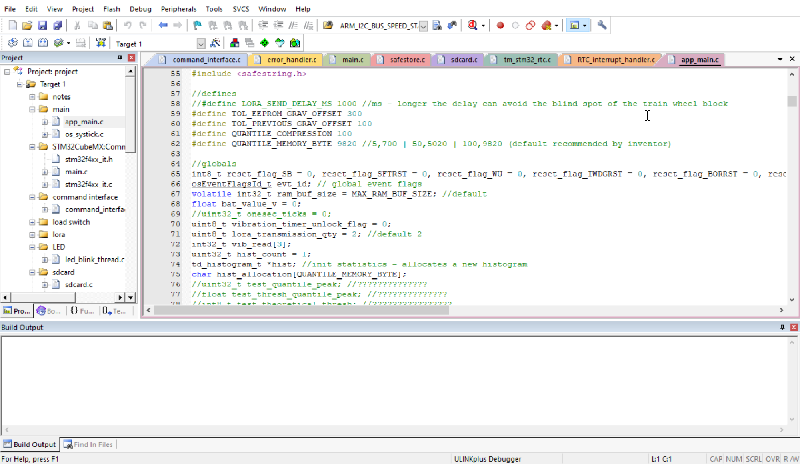 File Edit View Project Flash Debug Peripherals Tools SVCS Window Help
ARM_I2C_BUS_SPEED_ST
Target 1
Project
command_interface.c error_handler.c main.c safestore.c sdcard.c tm_stm32_rtc.c RTC_interrupt_handler.c app_main.c
Project: project
Target 1
notes
main
app_main.c
os_systick.c
STM32CubeMX:Comm
stm32f4xx_it.h
main.c
stm32f4xx_it.c
command interface
command_interfa
load switch
lora
LED
led_blink_thread.c
sdcard
sdcard.c
Pro... Bo... {} Fu... Te...
55 #include <safestring.h>
56
57 //defines
58 //#define LORA_SEND_DELAY_MS 1000 //ms - longer the delay can avoid the blind spot of the train wheel block
59 #define TOL_EEPROM_GRAV_OFFSET 300
60 #define TOL_PREVIOUS_GRAV_OFFSET 100
61 #define QUANTILE_COMPRESSION 100
62 #define QUANTILE_MEMORY_BYTE 9820 //5,700 | 50,5020 | 100,9820 (default recommended by inventor)
63
64 //globals
65 int8_t reset_flag_SB = 0, reset_flag_SFTRST = 0, reset_flag_WU = 0, reset_flag_IWDGRST = 0, reset_flag_BORRST = 0, rese
66 osEventFlagsId_t evt_id; // global event flags
67 volatile int32_t ram_buf_size = MAX_RAM_BUF_SIZE; //default
68 float bat_value_v = 0;
69 //uint32_t onesec_ticks = 0;
70 uint8_t vibration_timer_unlock_flag = 0;
71 uint8_t lora_transmission_qty = 2; //default 2
72 int32_t vib_read[3];
73 uint32_t hist_count = 1;
74 td_histogram_t *hist; //init statistics - allocates a new histogram
75 char hist_allocation[QUANTILE_MEMORY_BYTE];
76 //uint32_t test_quantile_peak; //??????????????
77 //float test_thresh_quantile_peak; //??????????????
Build Output
Build Output Find In Files
For Help, press F1 ULINKplus Debugger L:1 C:1 CAP NUM SCRL OVR R/W